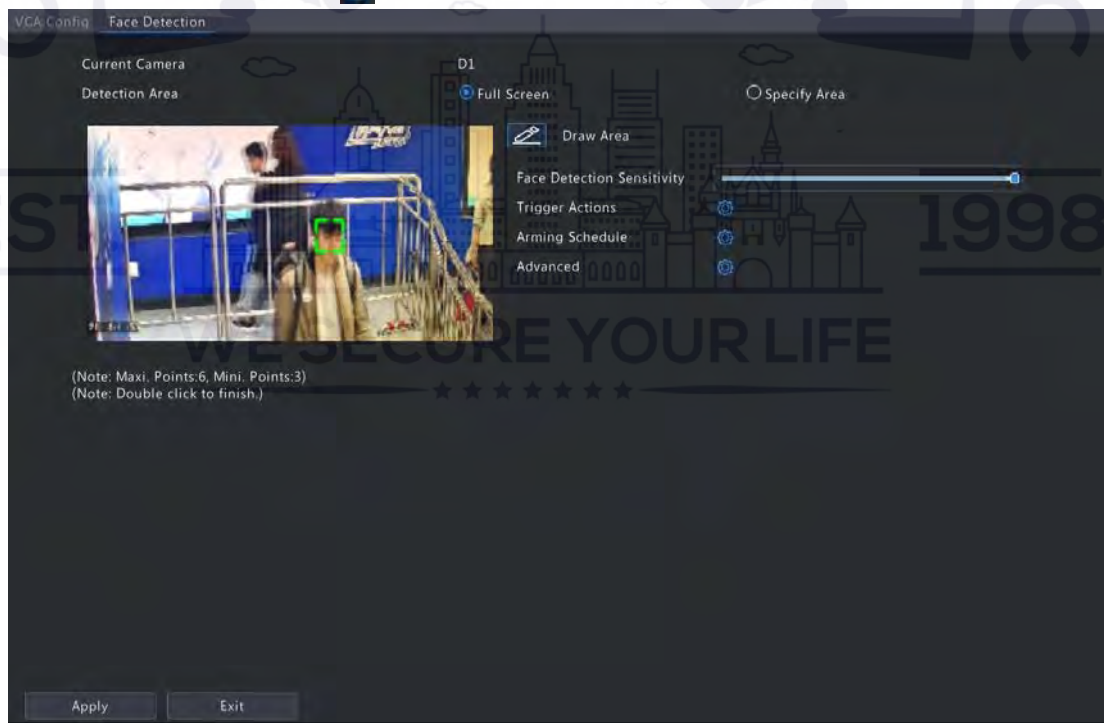 VCA Config Face Detection
Current Camera D1
Detection Area Full Screen Specify Area
Draw Area
Face Detection Sensitivity
Trigger Actions
Arming Schedule
Advanced
1998
WE SECURE YOUR LIFE
(Note: Maxi. Points:6, Mini. Points:3)
(Note: Double click to finish.)
Apply Exit